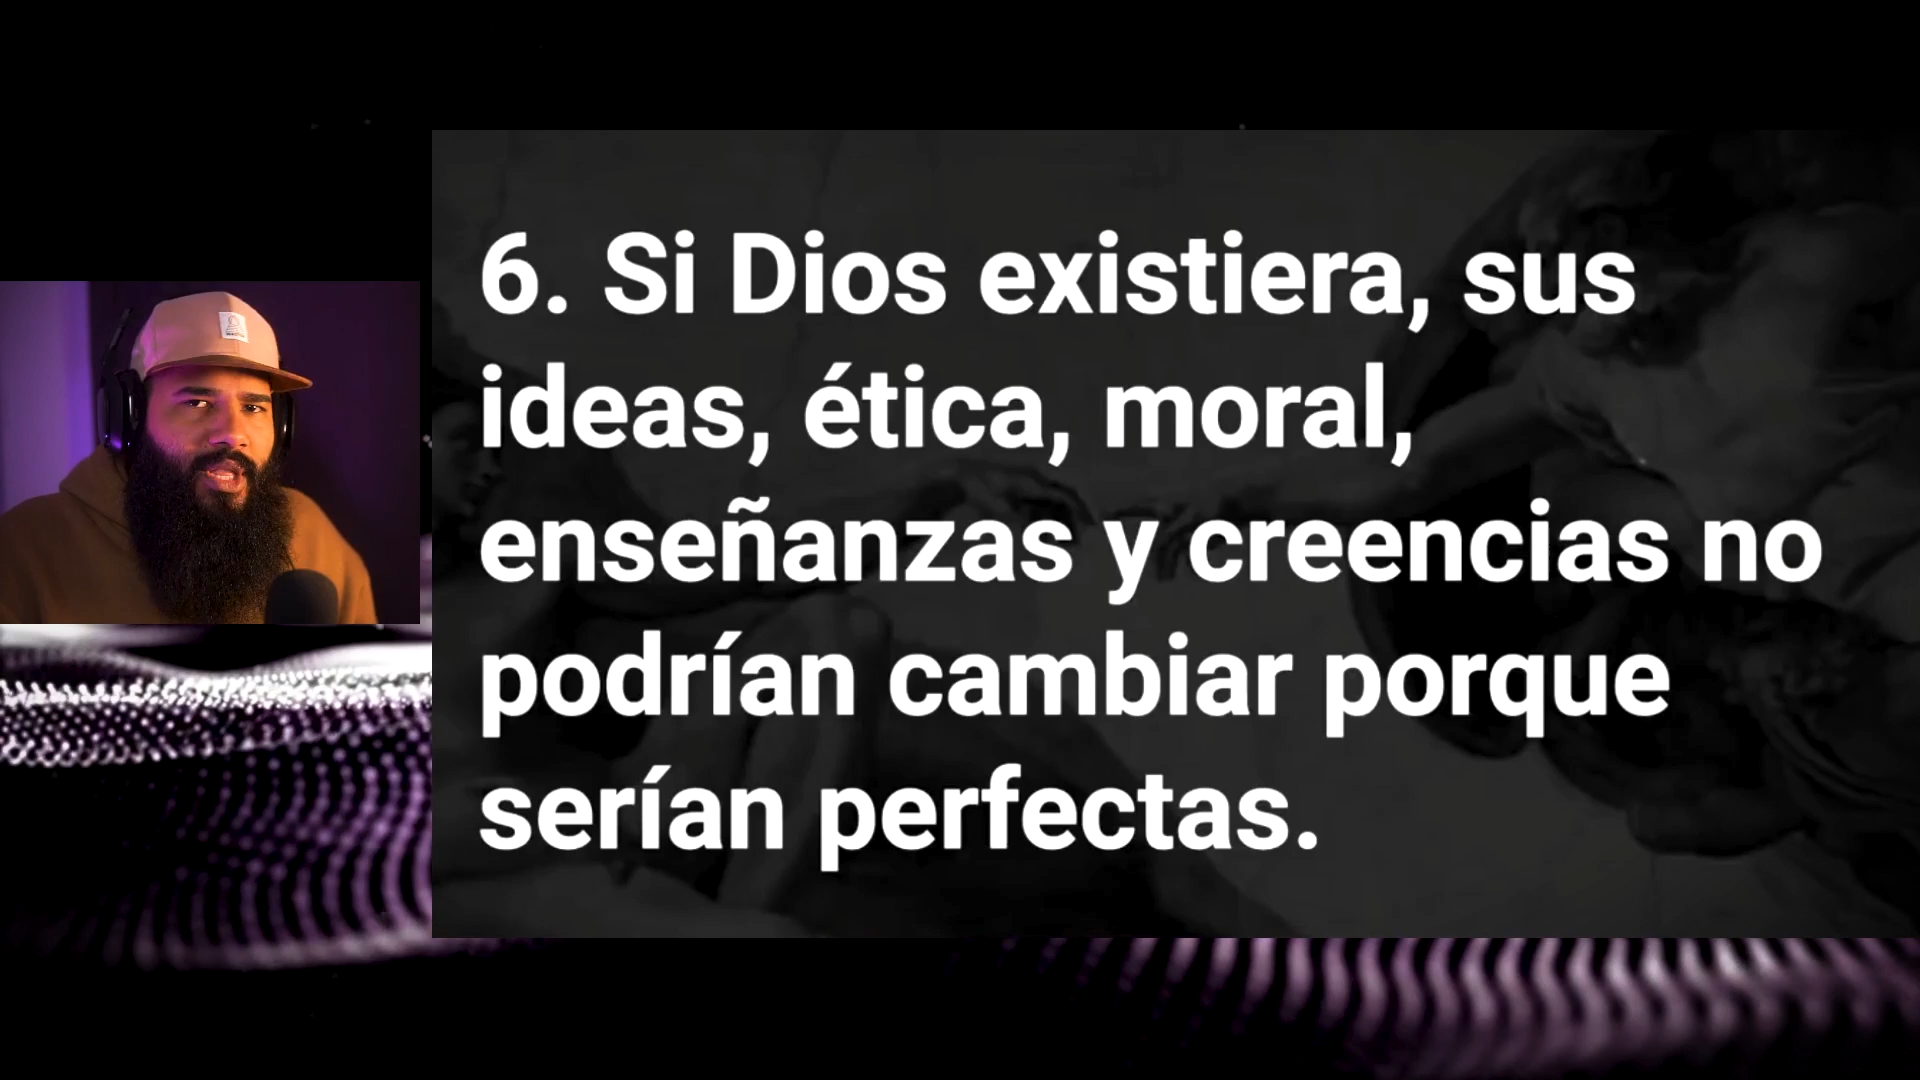 6. Si Dios existiera, sus
ideas, ética, moral,
enseñanzas y creencias no
podrían cambiar porque
serían perfectas.